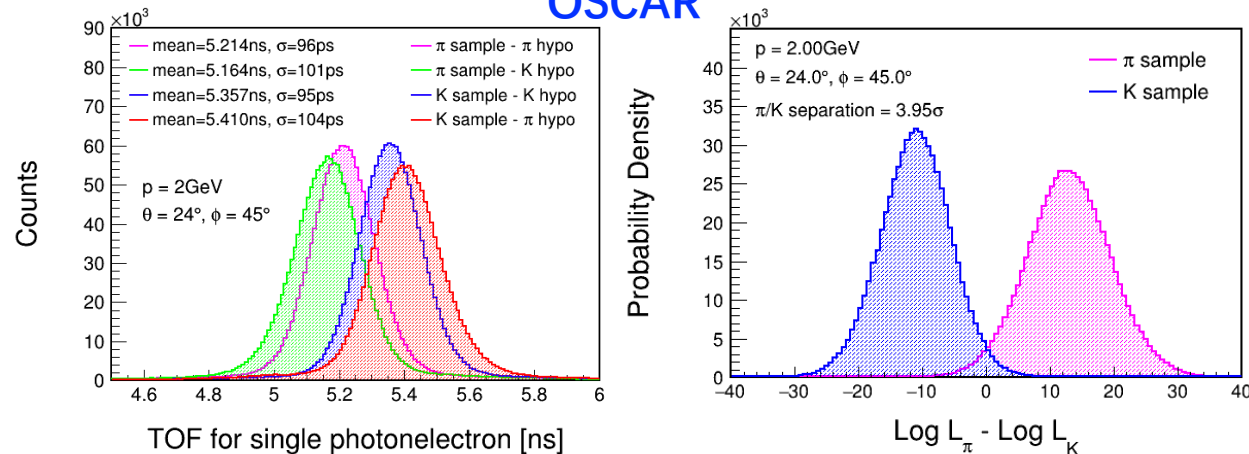 OSCAR
×10³
90
80
70
60
50
40
30
20
10
0
mean=5.214ns, σ=96ps
mean=5.164ns, σ=101ps
mean=5.357ns, σ=95ps
mean=5.410ns, σ=104ps
π sample - π hypo
π sample - K hypo
K sample - K hypo
K sample - π hypo
p = 2GeV
θ = 24°, ϕ = 45°
Counts
4.6 4.8 5 5.2 5.4 5.6 5.8 6
TOF for single photonelectron [ns]
×10³
40
35
30
25
20
15
10
5
0
p = 2.00GeV
θ = 24.0°, ϕ = 45.0°
π/K separation = 3.95σ
π sample
K sample
Probability Density
−40 −30 −20 −10 0 10 20 30 40
Log Lπ - Log LK